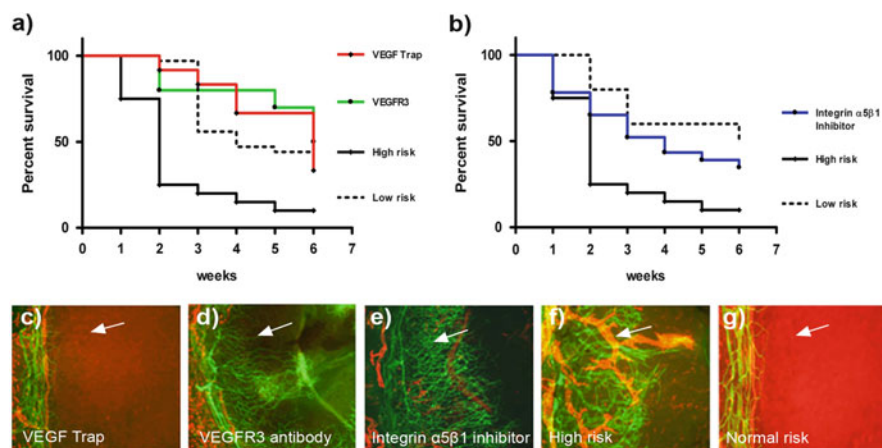 a)
Percent survival
100
50
0
0 1 2 3 4 5 6 7
weeks
VEGF Trap
VEGFR3
High risk
Low risk
b)
Percent survival
100
50
0
0 1 2 3 4 5 6 7
weeks
Integrin α5β1
Inhibitor
High risk
Low risk
c)
VEGF Trap
d)
VEGFR3 antibody
e)
Integrin α5β1 inhibitor
f)
High risk
g)
Normal risk